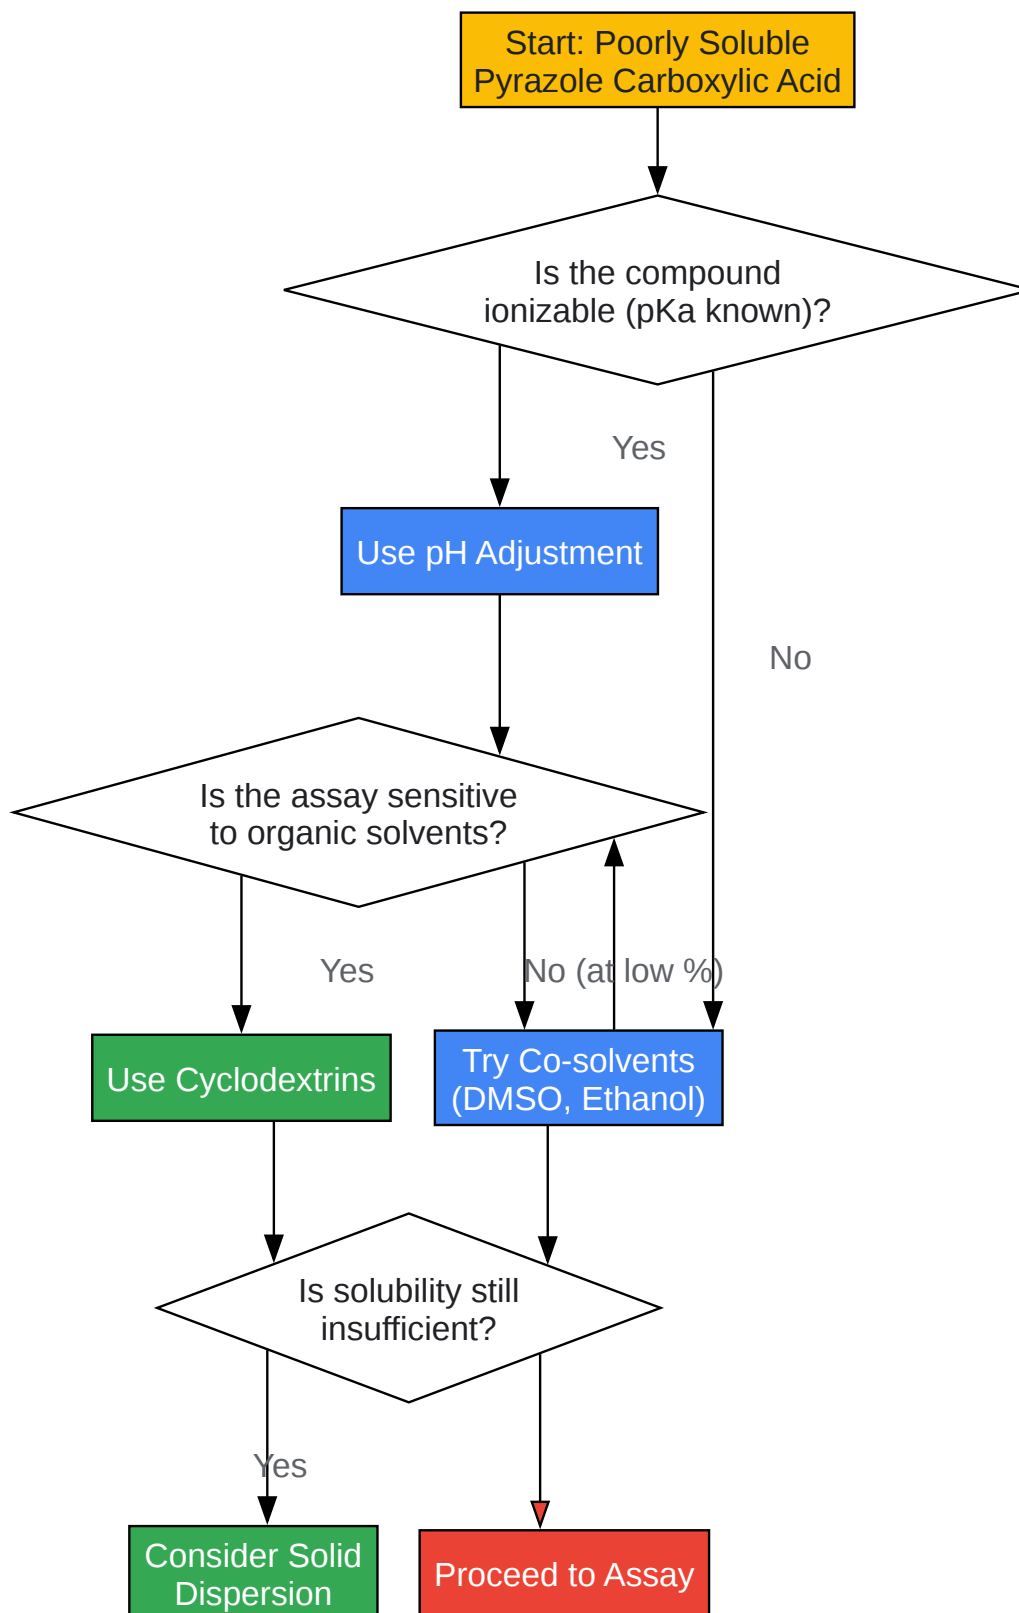 Start: Poorly Soluble
Pyrazole Carboxylic Acid
Is the compound
ionizable (pKa known)?
Yes
Use pH Adjustment
No
Is the assay sensitive
to organic solvents?
Yes
No (at low %)
Use Cyclodextrins
Try Co-solvents
(DMSO, Ethanol)
Is solubility still
insufficient?
Yes
Consider Solid
Dispersion
Proceed to Assay